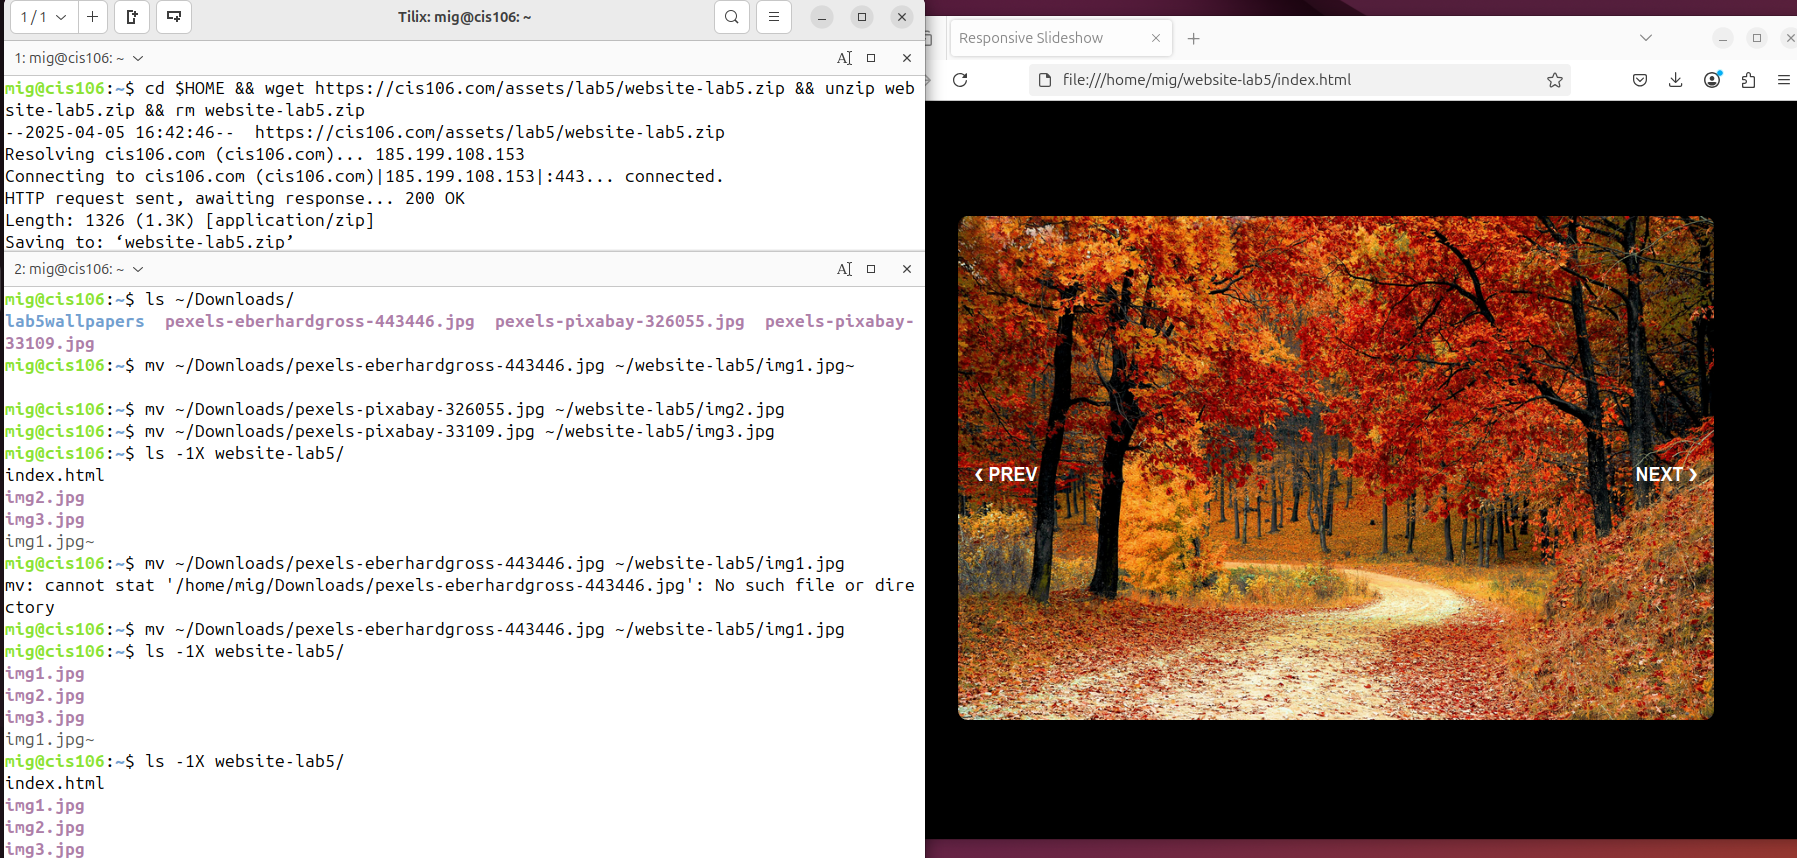 1 / 1
Tilix: mig@cis106: ~
1: mig@cis106: ~
mig@cis106:~$ cd $HOME && wget https://cis106.com/assets/lab5/website-lab5.zip && unzip web
site-lab5.zip && rm website-lab5.zip
--2025-04-05 16:42:46--  https://cis106.com/assets/lab5/website-lab5.zip
Resolving cis106.com (cis106.com)... 185.199.108.153
Connecting to cis106.com (cis106.com)|185.199.108.153|:443... connected.
HTTP request sent, awaiting response... 200 OK
Length: 1326 (1.3K) [application/zip]
Saving to: ‘website-lab5.zip’
2: mig@cis106: ~
mig@cis106:~$ ls ~/Downloads/
lab5wallpapers  pexels-eberhardgross-443446.jpg  pexels-pixabay-326055.jpg  pexels-pixabay-
33109.jpg
mig@cis106:~$ mv ~/Downloads/pexels-eberhardgross-443446.jpg ~/website-lab5/img1.jpg~
mig@cis106:~$ mv ~/Downloads/pexels-pixabay-326055.jpg ~/website-lab5/img2.jpg
mig@cis106:~$ mv ~/Downloads/pexels-pixabay-33109.jpg ~/website-lab5/img3.jpg
mig@cis106:~$ ls -1X website-lab5/
index.html
img2.jpg
img3.jpg
img1.jpg~
mig@cis106:~$ mv ~/Downloads/pexels-eberhardgross-443446.jpg ~/website-lab5/img1.jpg
mv: cannot stat '/home/mig/Downloads/pexels-eberhardgross-443446.jpg': No such file or dire
ctory
mig@cis106:~$ mv ~/Downloads/pexels-eberhardgross-443446.jpg ~/website-lab5/img1.jpg
mig@cis106:~$ ls -1X website-lab5/
img1.jpg
img2.jpg
img3.jpg
img1.jpg~
mig@cis106:~$ ls -1X website-lab5/
index.html
img1.jpg
img2.jpg
img3.jpg
Responsive Slideshow
file:///home/mig/website-lab5/index.html
❮ PREV
NEXT ❯